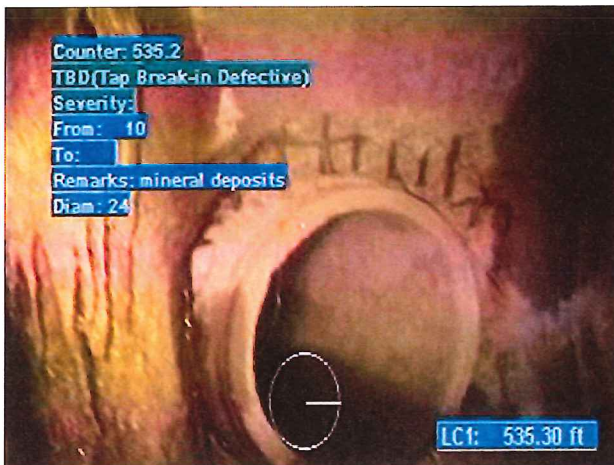 Counter: 535.2
TBD(Tap Break-in Defective)
Severity:
From: 10
To:
Remarks: mineral deposits
Diam: 24
LC1: 535.30 ft